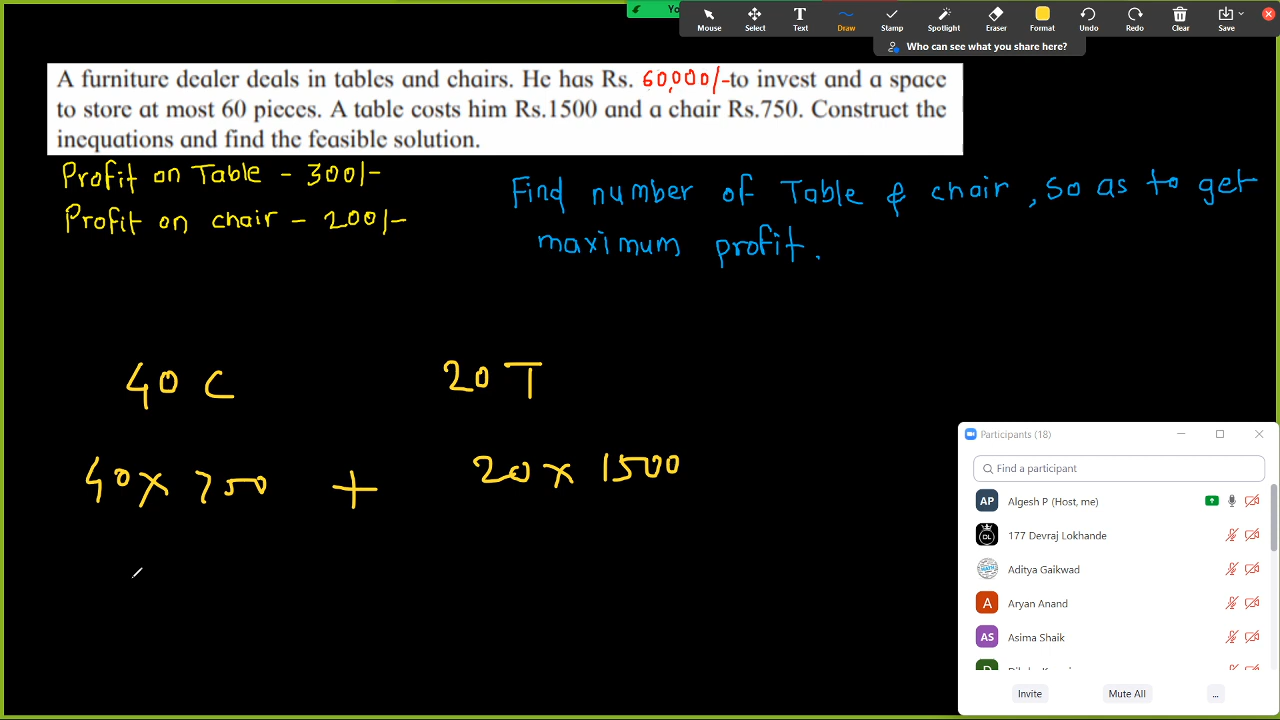 Yo
Mouse Select Text Draw Stamp Spotlight Eraser Format Undo Redo Clear Save
Who can see what you share here?
A furniture dealer deals in tables and chairs. He has Rs. 60,000/- to invest and a space
to store at most 60 pieces. A table costs him Rs.1500 and a chair Rs.750. Construct the
inequations and find the feasible solution.
Profit on Table - 300/-
Profit on chair - 200/-
Find number of Table & chair, so as to get
maximum profit.
40 C 20 T
40 x 750 + 20 x 1500
Participants (18)
Find a participant
AP Algesh P (Host, me)
DL 177 Devraj Lokhande
MATH Aditya Gaikwad
A Aryan Anand
AS Asima Shaik
Invite Mute All ...